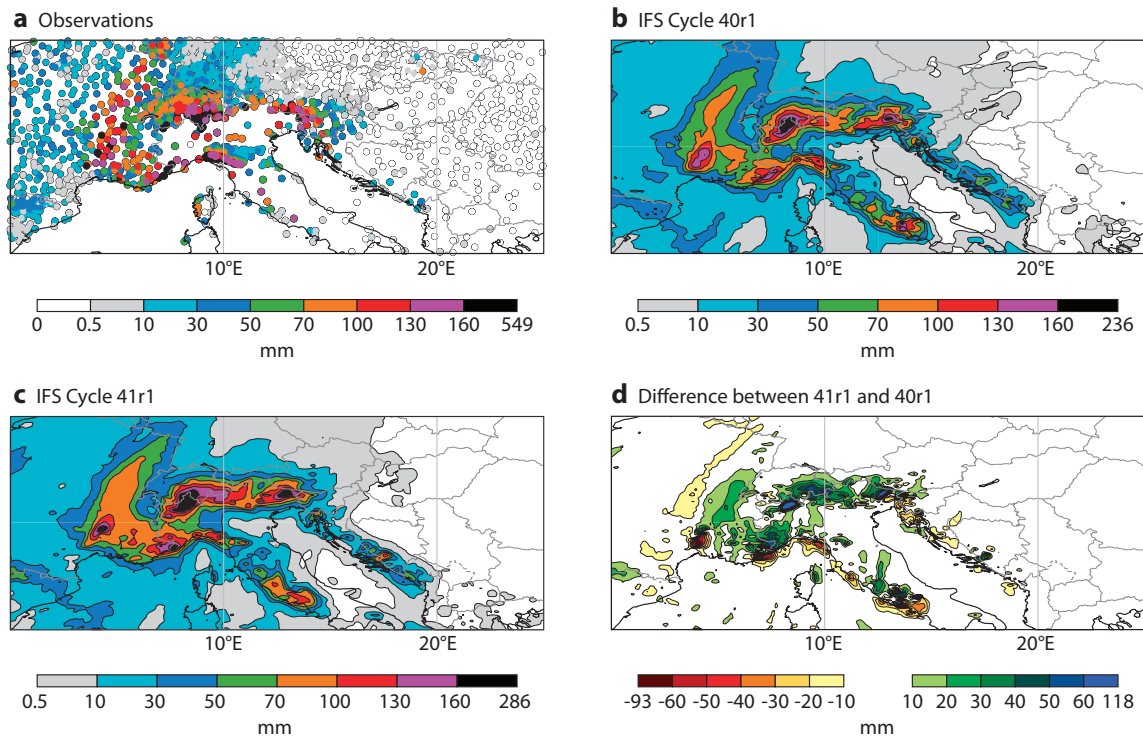 a Observations
10°E 20°E
0 0.5 10 30 50 70 100 130 160 549
mm
b IFS Cycle 40r1
10°E 20°E
0.5 10 30 50 70 100 130 160 236
mm
c IFS Cycle 41r1
10°E 20°E
0.5 10 30 50 70 100 130 160 286
mm
d Difference between 41r1 and 40r1
10°E 20°E
-93 -60 -50 -40 -30 -20 -10 10 20 30 40 50 60 118
mm